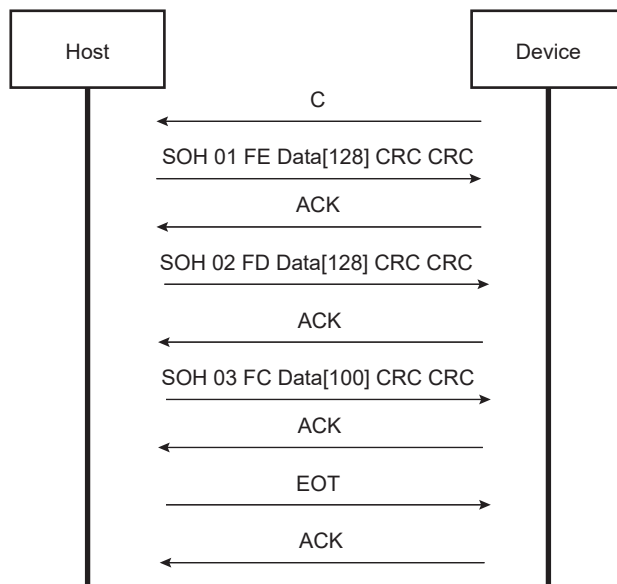 Host
Device
C
SOH 01 FE Data[128] CRC CRC
ACK
SOH 02 FD Data[128] CRC CRC
ACK
SOH 03 FC Data[100] CRC CRC
ACK
EOT
ACK